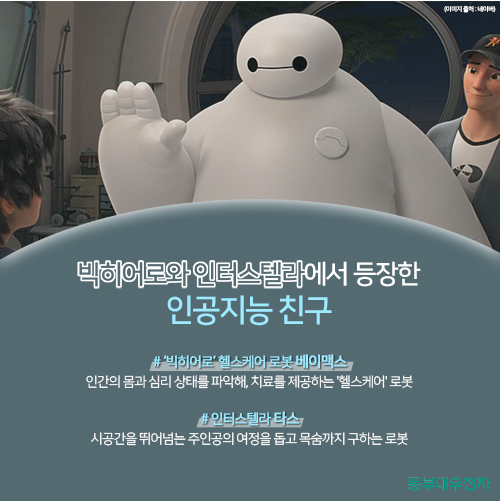 (이미지 출처 : 네이버)
빅히어로와 인터스텔라에서 등장한
인공지능 친구
# '빅히어로' 헬스케어 로봇 베이맥스
인간의 몸과 심리 상태를 파악해, 치료를 제공하는 '헬스케어' 로봇
# 인터스텔라 타스
시공간을 뛰어넘는 주인공의 여정을 돕고 목숨까지 구하는 로봇
동부대우전자